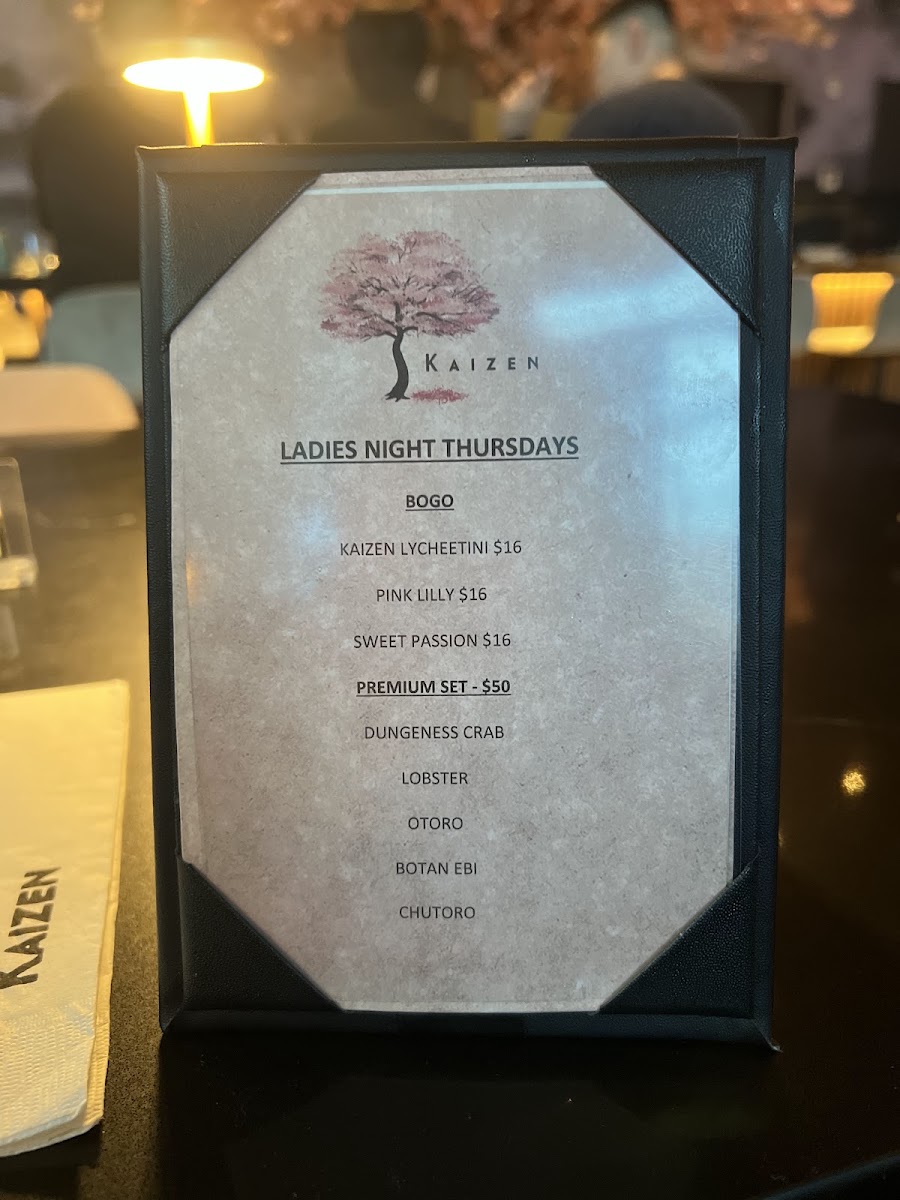 KAIZEN
LADIES NIGHT THURSDAYS
BOGO
KAIZEN LYCHEETINI $16
PINK LILLY $16
SWEET PASSION $16
PREMIUM SET - $50
DUNGENESS CRAB
LOBSTER
OTORO
BOTAN EBI
CHUTORO
KAIZEN